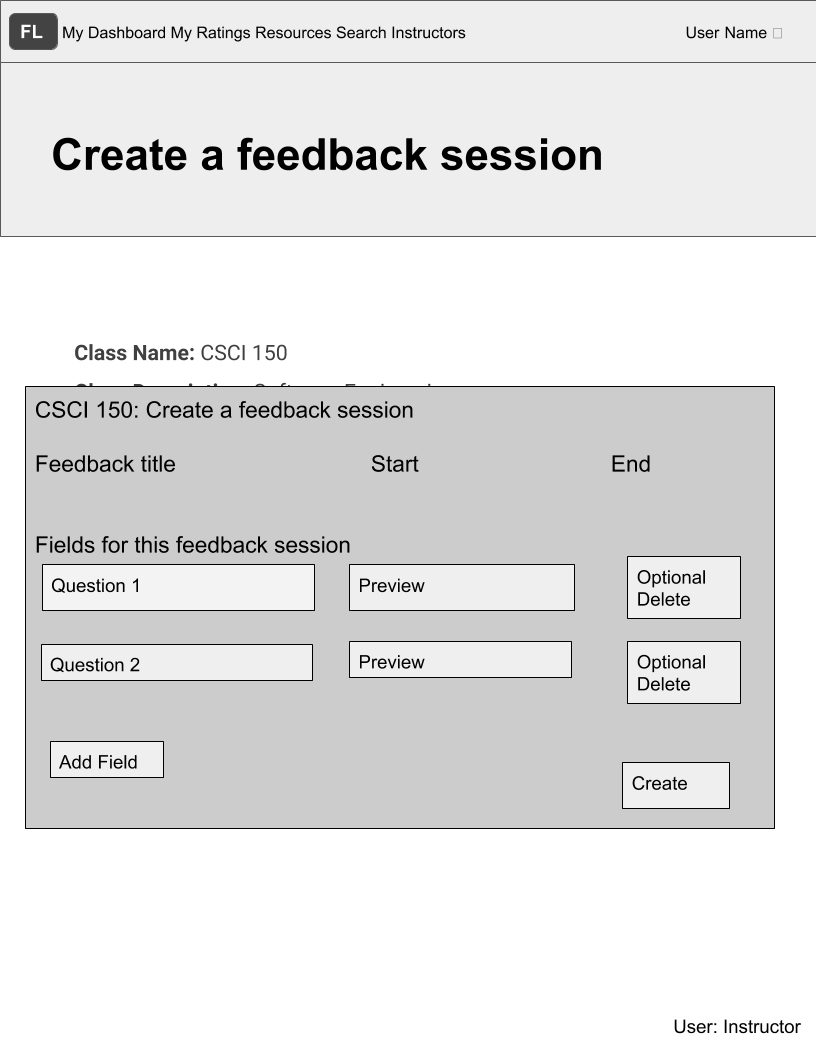 FL My Dashboard My Ratings Resources Search Instructors User Name
Create a feedback session
Class Name: CSCI 150
CSCI 150: Create a feedback session
Feedback title Start End
Fields for this feedback session
Question 1 Preview Optional
Delete
Question 2 Preview Optional
Delete
Add Field
Create
User: Instructor